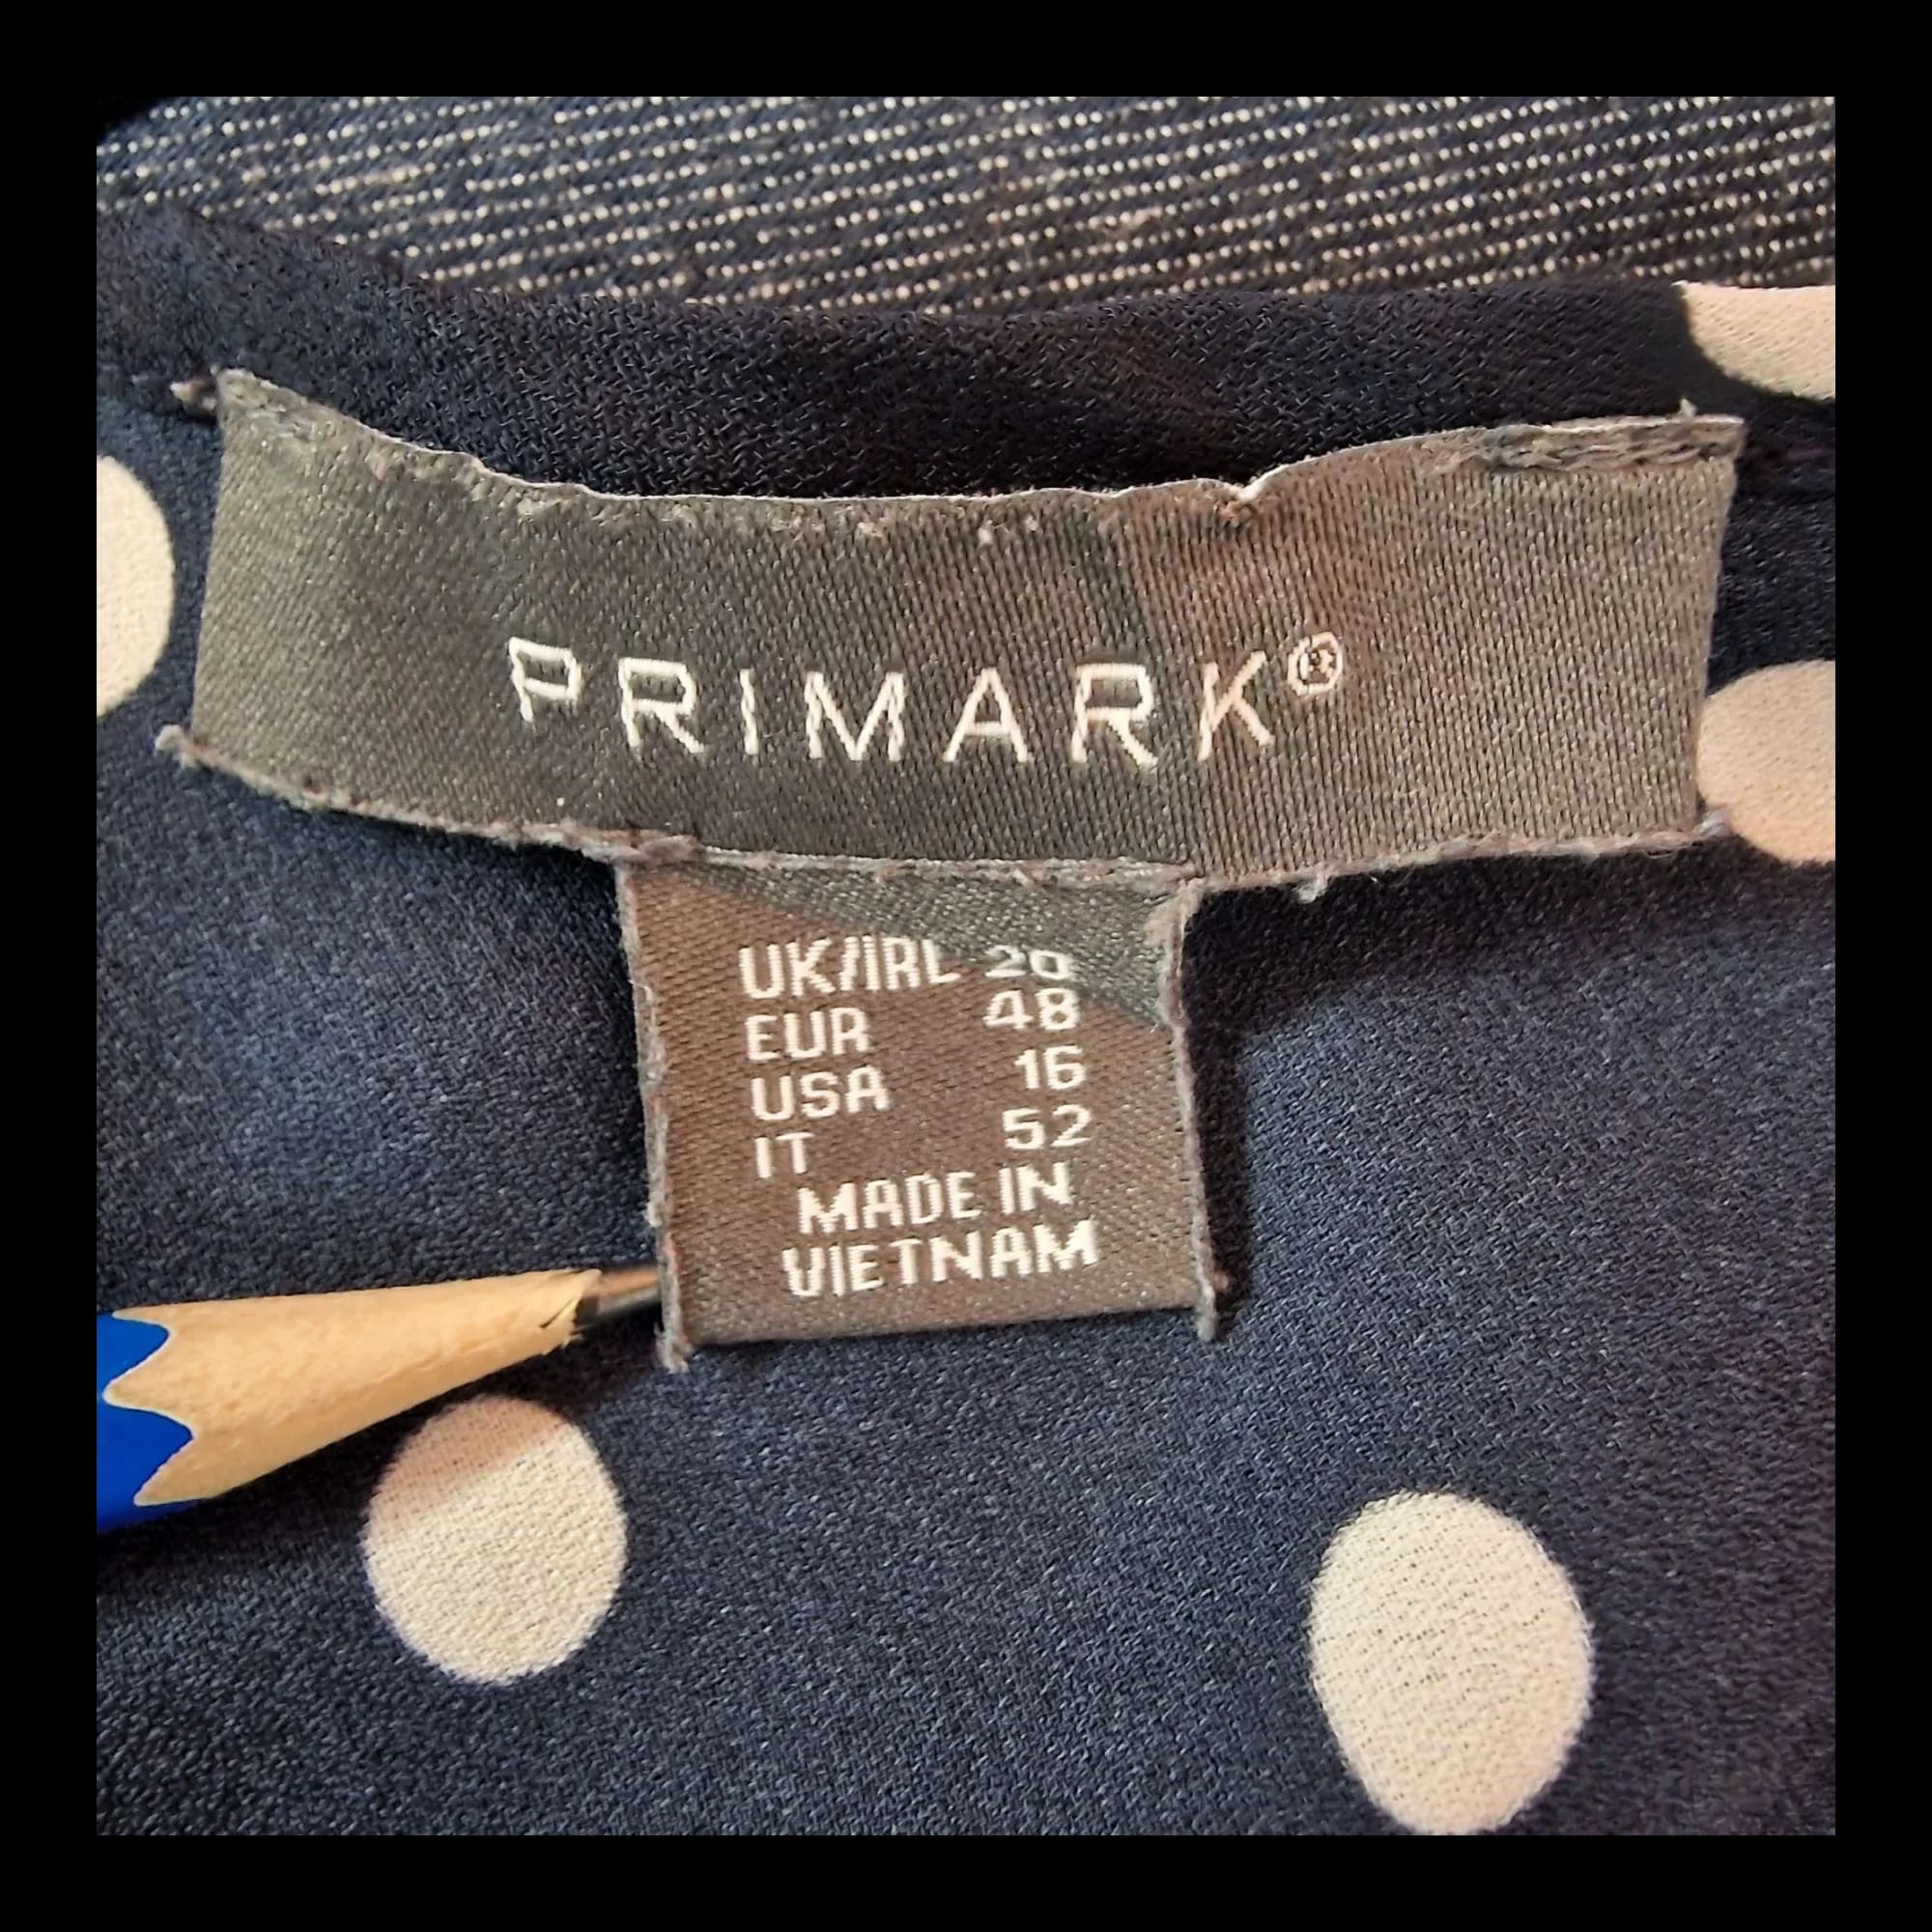 PRIMARK®
UK/IRL 20
EUR 48
USA 16
IT 52
MADE IN
VIETNAM